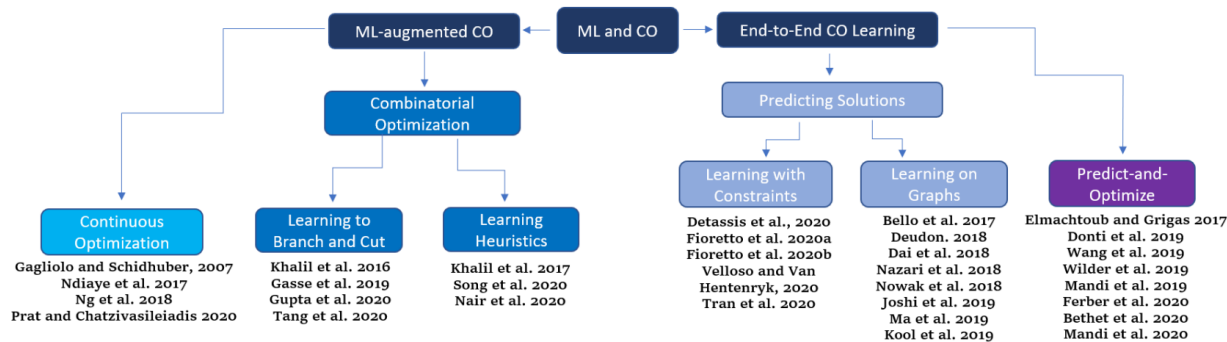 ML-augmented CO
ML and CO
End-to-End CO Learning
Combinatorial
Optimization
Predicting Solutions
Continuous
Optimization
Gagliolo and Schidhuber, 2007
Ndiaye et al. 2017
Ng et al. 2018
Prat and Chatzivasileiadis 2020
Learning to
Branch and Cut
Khalil et al. 2016
Gasse et al. 2019
Gupta et al. 2020
Tang et al. 2020
Learning
Heuristics
Khalil et al. 2017
Song et al. 2020
Nair et al. 2020
Learning with
Constraints
Detassis et al., 2020
Fioretto et al. 2020a
Fioretto et al. 2020b
Velloso and Van
Hentenryk, 2020
Tran et al. 2020
Learning on
Graphs
Bello et al. 2017
Deudon. 2018
Dai et al. 2018
Nazari et al. 2018
Nowak et al. 2018
Joshi et al. 2019
Ma et al. 2019
Kool et al. 2019
Predict-and-
Optimize
Elmachtoub and Grigas 2017
Donti et al. 2019
Wang et al. 2019
Wilder et al. 2019
Mandi et al. 2019
Ferber et al. 2020
Bethet et al. 2020
Mandi et al. 2020